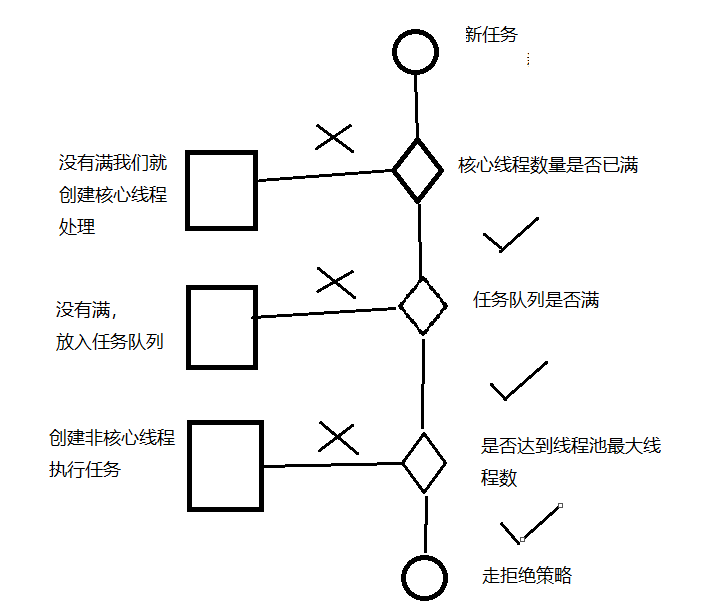 新任务
核心线程数量是否已满
没有满我们就
创建核心线程
处理
任务队列是否满
没有满，
放入任务队列
是否达到线程池最大线
程数
创建非核心线程
执行任务
走拒绝策略